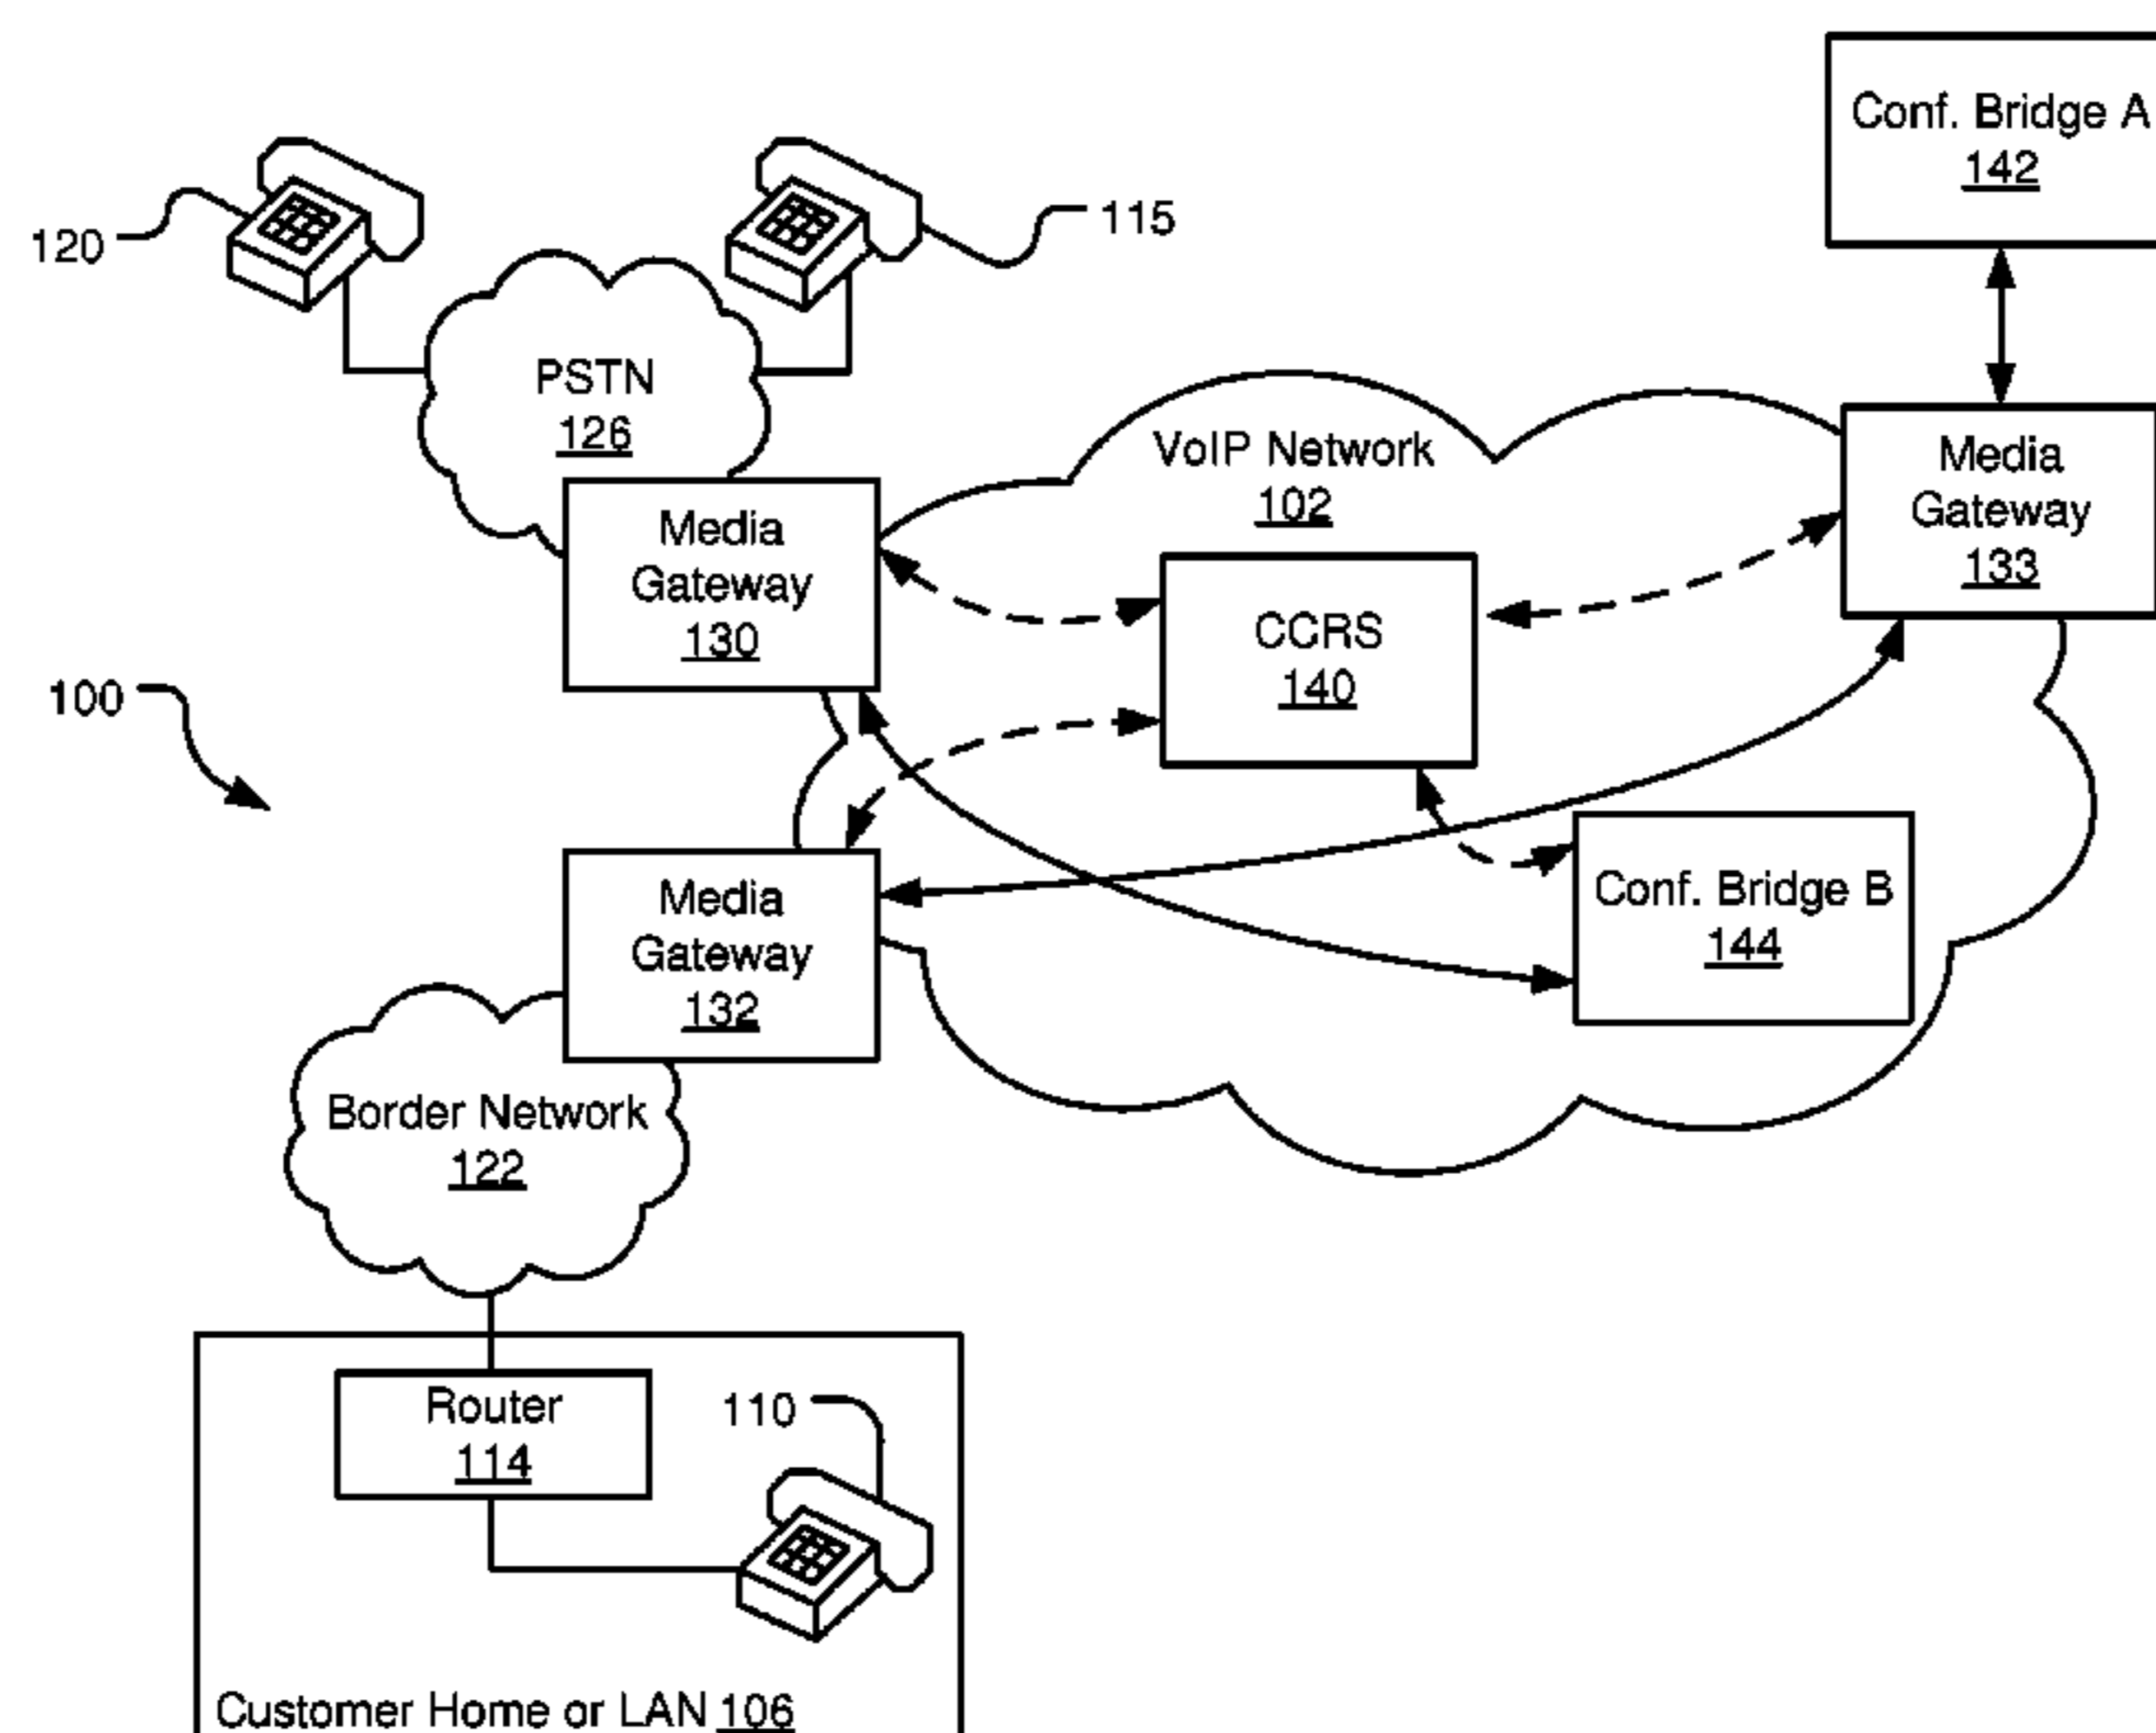 Conf. Bridge A
142
120
115
PSTN
126
VoIP Network
102
Media
Gateway
133
Media
Gateway
130
CCRS
140
100
Media
Gateway
132
Conf. Bridge B
144
Border Network
122
Router
114
110
Customer Home or LAN 106